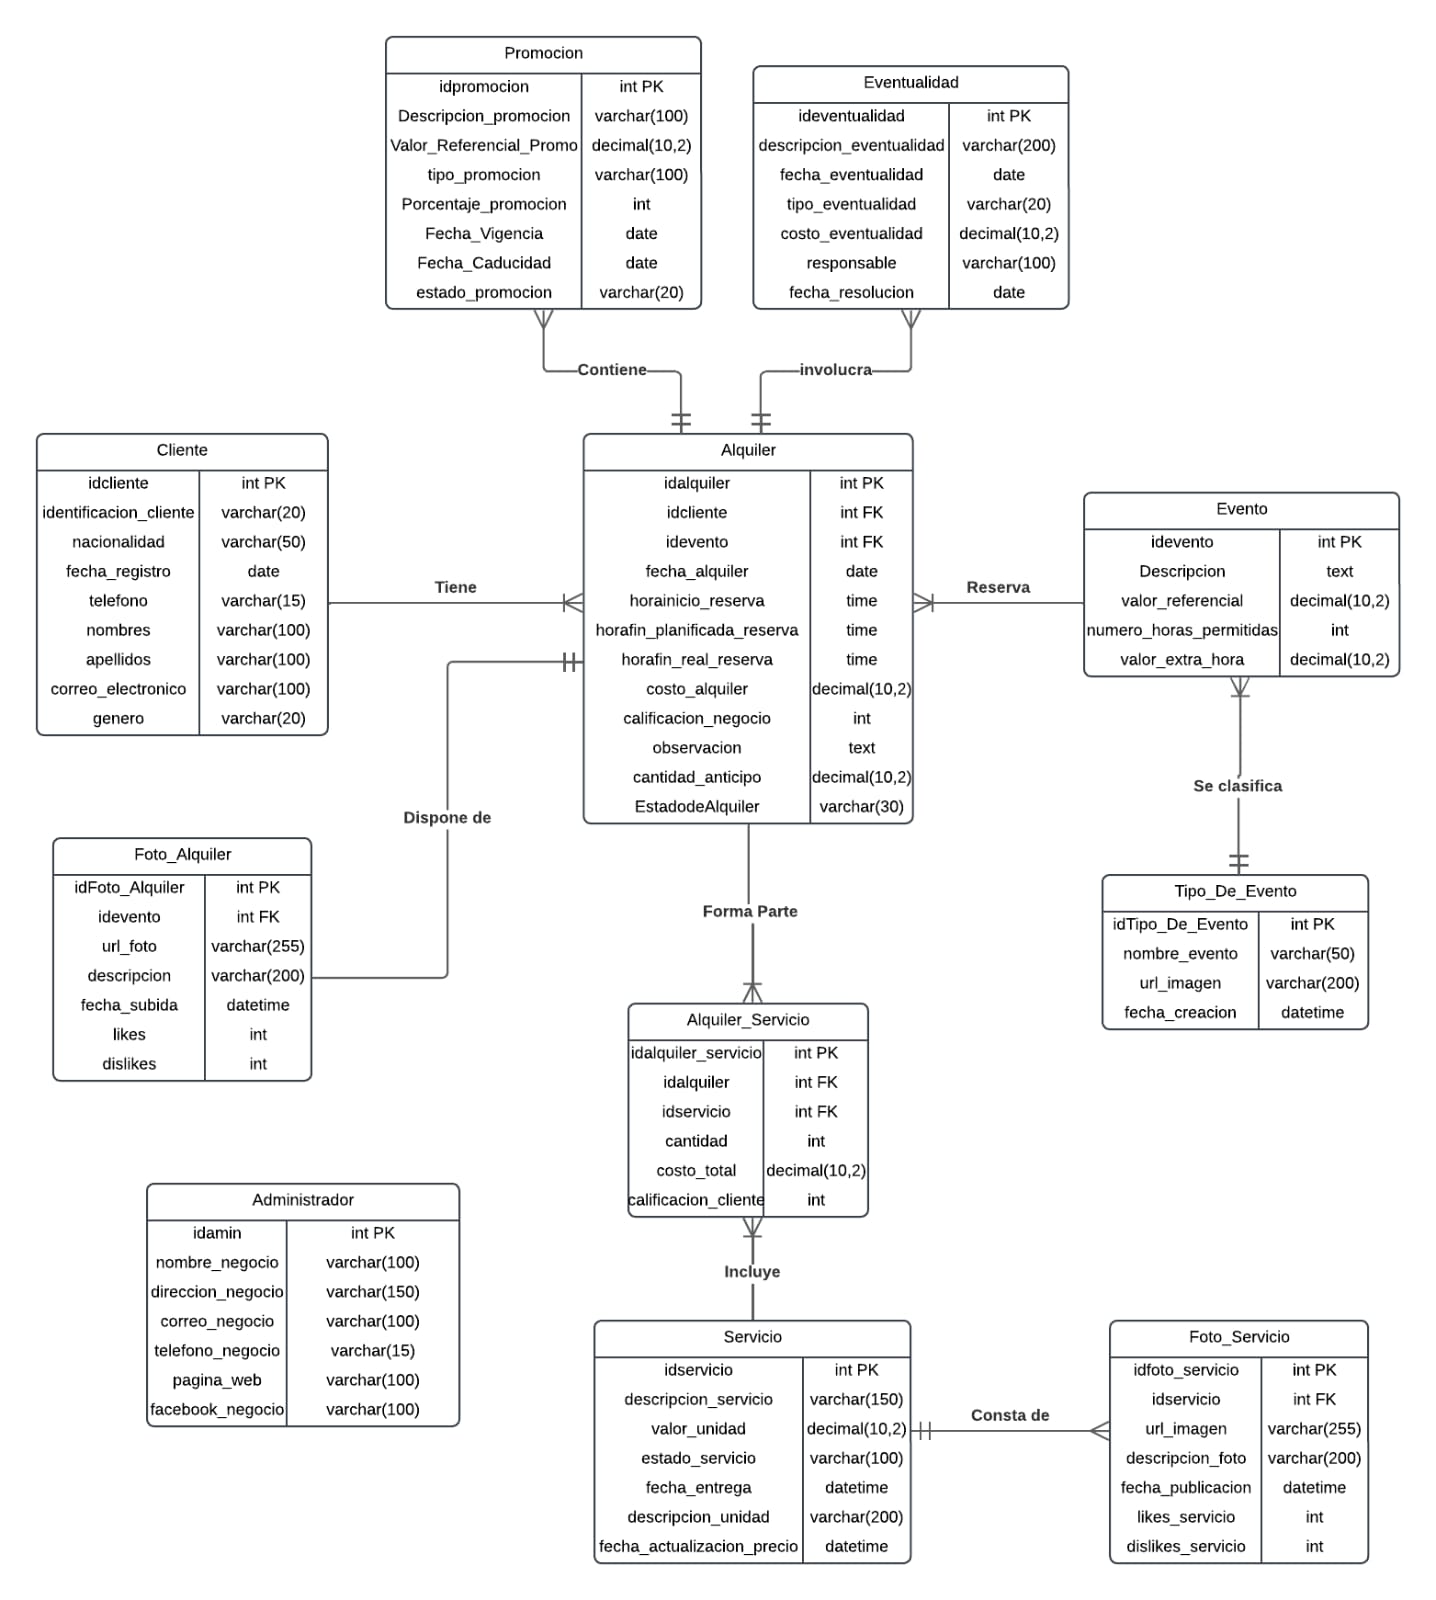 Promocion
idpromocion int PK
Descripcion_promocion varchar(100)
Valor_Referencial_Promo decimal(10,2)
tipo_promocion varchar(100)
Porcentaje_promocion int
Fecha_Vigencia date
Fecha_Caducidad date
estado_promocion varchar(20)
Eventualidad
ideventualidad int PK
descripcion_eventualidad varchar(200)
fecha_eventualidad date
tipo_eventualidad varchar(20)
costo_eventualidad decimal(10,2)
responsable varchar(100)
fecha_resolucion date
Contiene
involucra
Cliente
idcliente int PK
identificacion_cliente varchar(20)
nacionalidad varchar(50)
fecha_registro date
telefono varchar(15)
nombres varchar(100)
apellidos varchar(100)
correo_electronico varchar(100)
genero varchar(20)
Tiene
Alquiler
idalquiler int PK
idcliente int FK
idevento int FK
fecha_alquiler date
horainicio_reserva time
horafin_planificada_reserva time
horafin_real_reserva time
costo_alquiler decimal(10,2)
calificacion_negocio int
observacion text
cantidad_anticipo decimal(10,2)
EstadodeAlquiler varchar(30)
Reserva
Evento
idevento int PK
Descripcion text
valor_referencial decimal(10,2)
numero_horas_permitidas int
valor_extra_hora decimal(10,2)
Se clasifica
Dispone de
Foto_Alquiler
idFoto_Alquiler int PK
idevento int FK
url_foto varchar(255)
descripcion varchar(200)
fecha_subida datetime
likes int
dislikes int
Forma Parte
Tipo_De_Evento
idTipo_De_Evento int PK
nombre_evento varchar(50)
url_imagen varchar(200)
fecha_creacion datetime
Alquiler_Servicio
idalquiler_servicio int PK
idalquiler int FK
idservicio int FK
cantidad int
costo_total decimal(10,2)
calificacion_cliente int
Administrador
idamin int PK
nombre_negocio varchar(100)
direccion_negocio varchar(150)
correo_negocio varchar(100)
telefono_negocio varchar(15)
pagina_web varchar(100)
facebook_negocio varchar(100)
Incluye
Servicio
idservicio int PK
descripcion_servicio varchar(150)
valor_unidad decimal(10,2)
estado_servicio varchar(100)
fecha_entrega datetime
descripcion_unidad varchar(200)
fecha_actualizacion_precio datetime
Consta de
Foto_Servicio
idfoto_servicio int PK
idservicio int FK
url_imagen varchar(255)
descripcion_foto varchar(200)
fecha_publicacion datetime
likes_servicio int
dislikes_servicio int